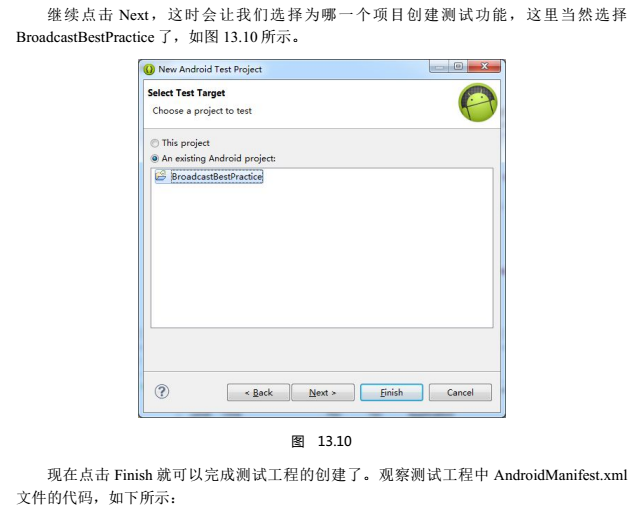 继续点击 Next，这时会让我们选择为哪一个项目创建测试功能，这里当然选择
BroadcastBestPractice 了，如图 13.10 所示。
New Android Test Project
Select Test Target
Choose a project to test
This project
An existing Android project:
BroadcastBestPractice
?
< Back
Next >
Finish
Cancel
图 13.10
现在点击 Finish 就可以完成测试工程的创建了。观察测试工程中 AndroidManifest.xml
文件的代码，如下所示：